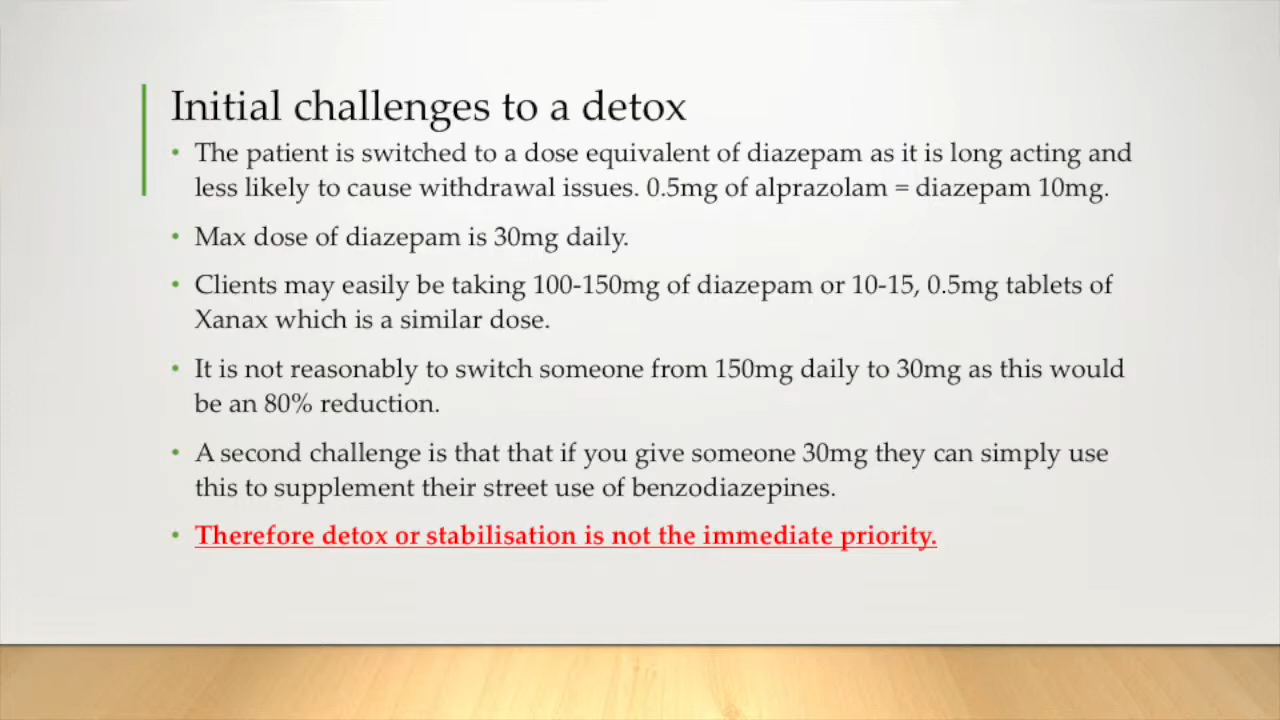 Initial challenges to a detox
• The patient is switched to a dose equivalent of diazepam as it is long acting and
less likely to cause withdrawal issues. 0.5mg of alprazolam = diazepam 10mg.
• Max dose of diazepam is 30mg daily.
• Clients may easily be taking 100-150mg of diazepam or 10-15, 0.5mg tablets of
Xanax which is a similar dose.
• It is not reasonably to switch someone from 150mg daily to 30mg as this would
be an 80% reduction.
• A second challenge is that that if you give someone 30mg they can simply use
this to supplement their street use of benzodiazepines.
• Therefore detox or stabilisation is not the immediate priority.